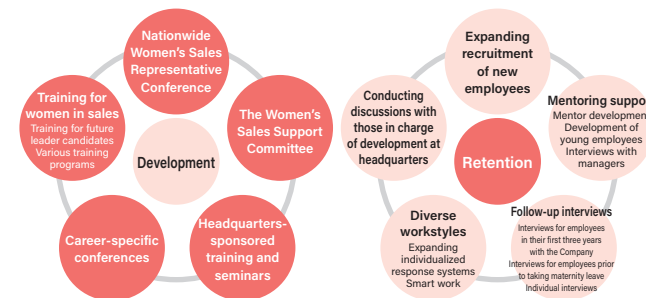 Nationwide
Women's Sales
Representative
Conference
The Women's
Sales Support
Committee
Headquarters-
sponsored
training and
seminars
Career-specific
conferences
Training for
women in sales
Training for future
leader candidates
Various training
programs
Development
Expanding
recruitment
of new
employees
Mentoring suppo
Mentor developmen
Development of
young employees
Interviews with
managers
Follow-up interviews
Interviews for employees
in their first three years
with the Company
Interviews for employees prior
to taking maternity leave
Individual interviews
Diverse
workstyles
Expanding
individualized
response systems
Smart work
Conducting
discussions with
those in charge
of development at
headquarters
Retention